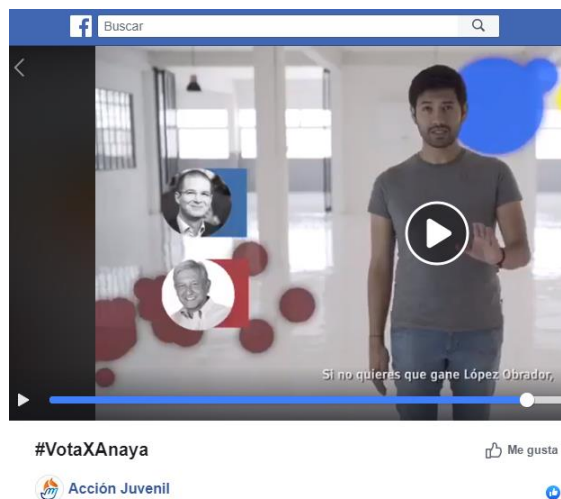 Buscar
Si no quieres que gane López Obrador,
#VotaXAnaya
Me gusta
Acción Juvenil